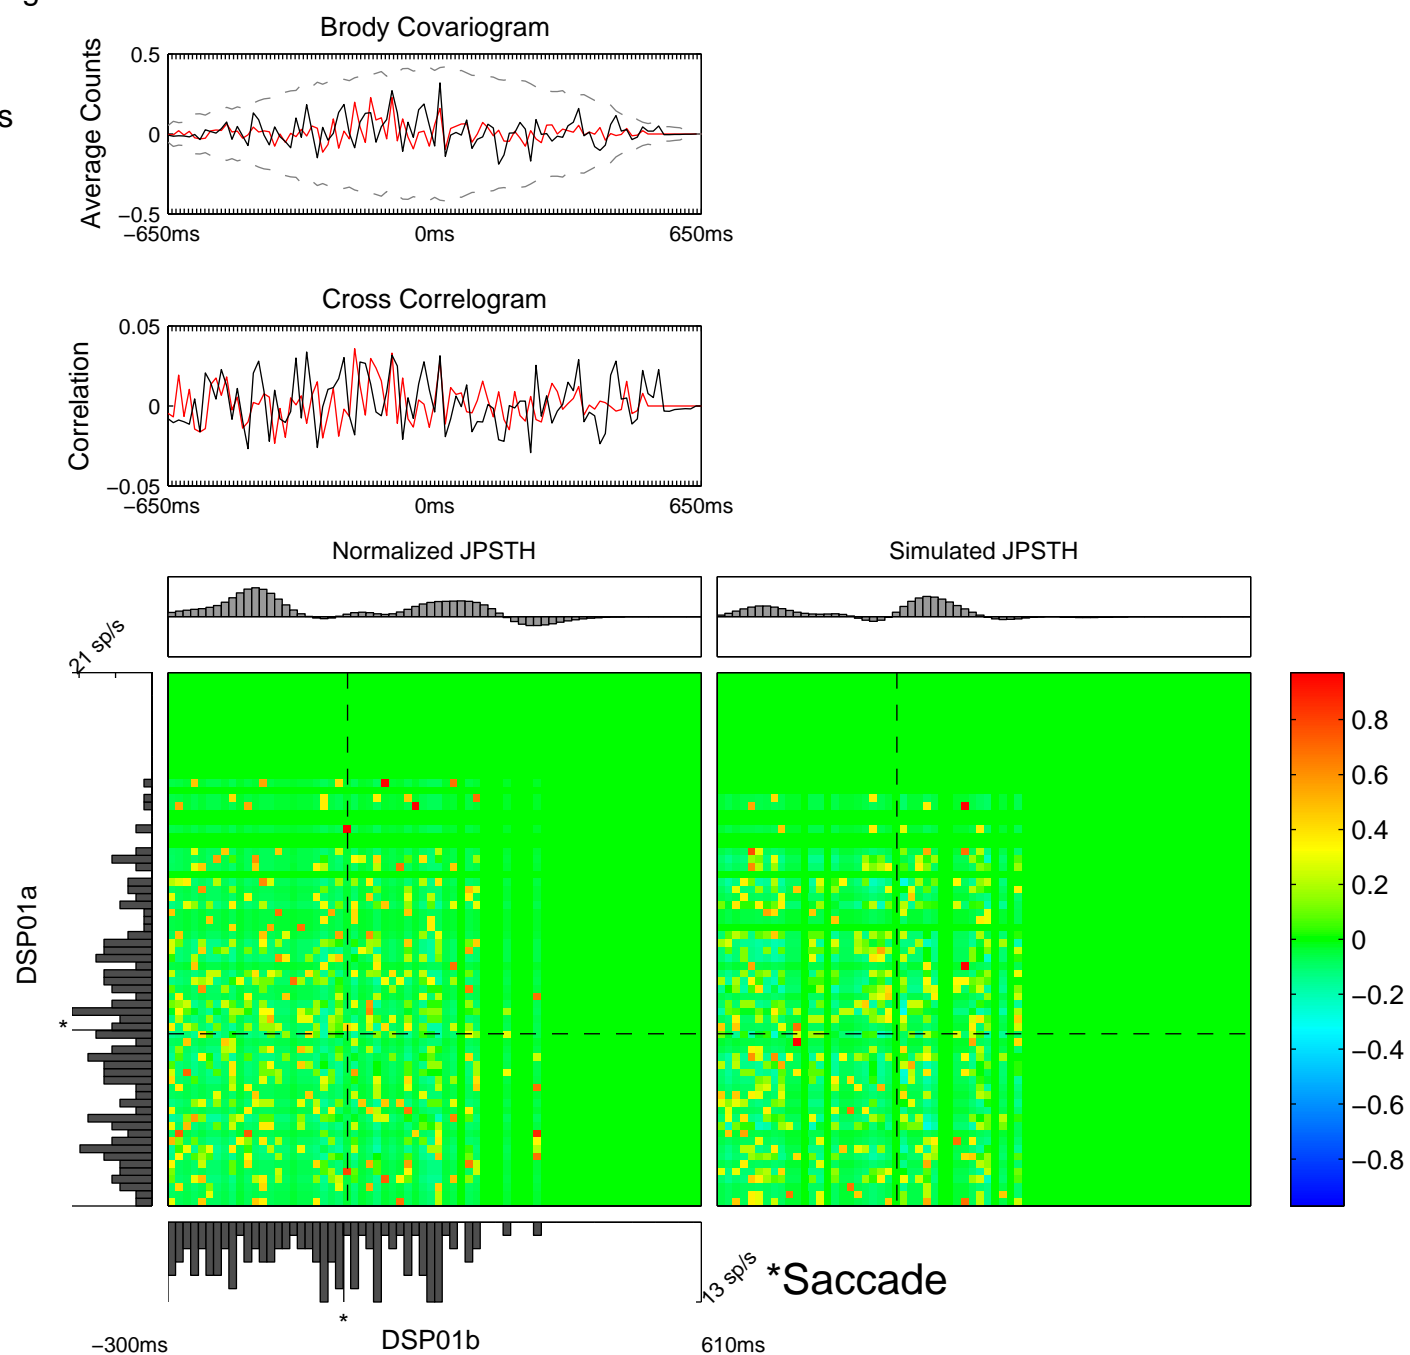 g
Brody Covariogram
0.5
0
−0.5
Average Counts
s
−650ms 0ms 650ms
Cross Correlogram
0.05
0
−0.05
Correlation
−650ms 0ms 650ms
Normalized JPSTH
Simulated JPSTH
21 sp/s
DSP01a
*
0.8
0.6
0.4
0.2
0
−0.2
−0.4
−0.6
−0.8
13 sp/s
*Saccade
*
DSP01b
−300ms 610ms